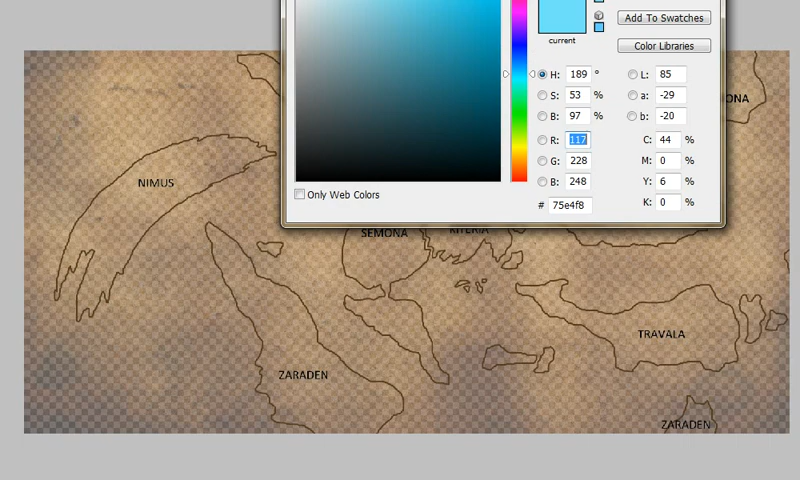 Add To Swatches
current
Color Libraries
H: 189 ° L: 85
S: 53 % a: -29
B: 97 % b: -20
R: 117 C: 44 %
G: 228 M: 0 %
B: 248 Y: 6 %
# 75e4f8 K: 0 %
Only Web Colors
ONA
NIMUS
SEMONA
KITERIA
TRAVALA
ZARADEN
ZARADEN